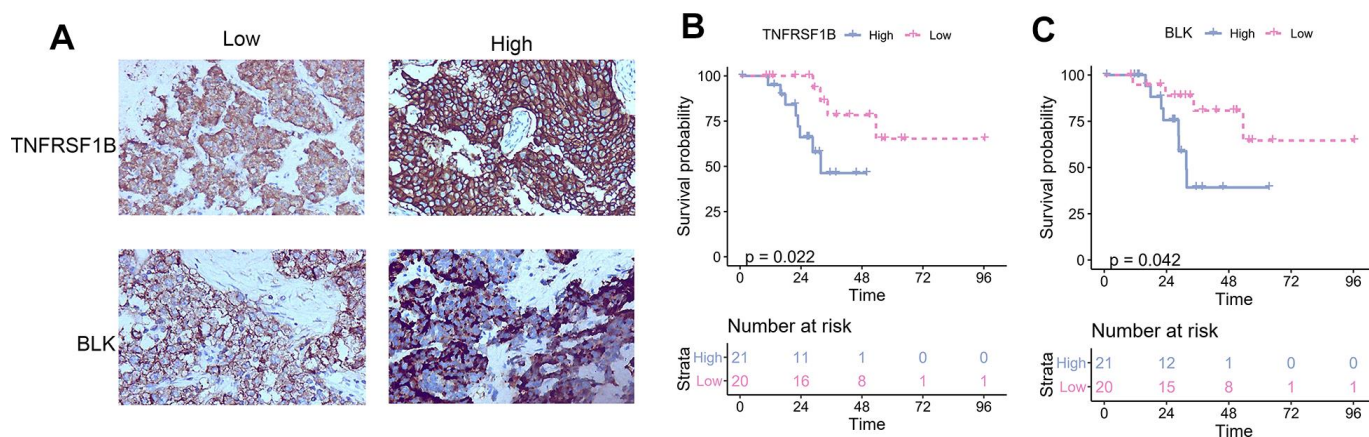 A
Low
High
TNFRSF1B
BLK
B
TNFRSF1B High Low
Survival probability
100
75
50
25
0
p = 0.022
0 24 48 72 96
Time
Number at risk
Strata
High 21 11 1 0 0
Low 20 16 8 1 1
0 24 48 72 96
Time
C
BLK High Low
Survival probability
100
75
50
25
0
p = 0.042
0 24 48 72 96
Time
Number at risk
Strata
High 21 12 1 0 0
Low 20 15 8 1 1
0 24 48 72 96
Time